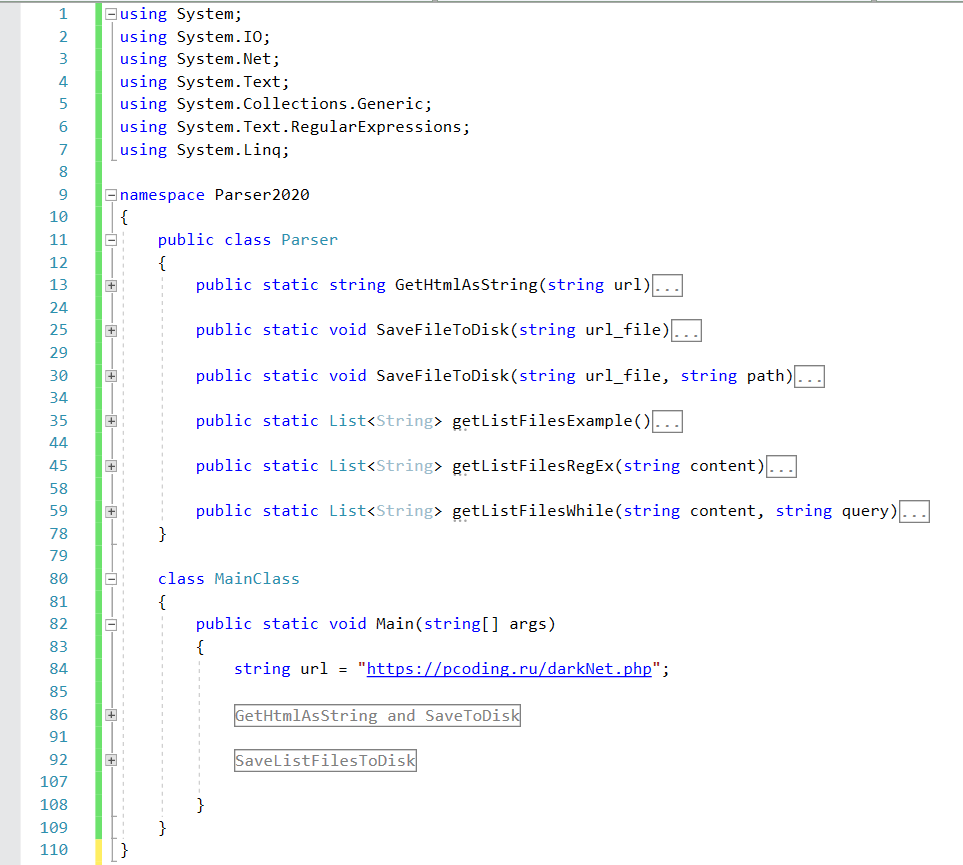 1 using System;
2 using System.IO;
3 using System.Net;
4 using System.Text;
5 using System.Collections.Generic;
6 using System.Text.RegularExpressions;
7 using System.Linq;
8
9 namespace Parser2020
10 {
11 public class Parser
12 {
13 public static string GetHtmlAsString(string url)...
24
25 public static void SaveFileToDisk(string url_file)...
29
30 public static void SaveFileToDisk(string url_file, string path)...
34
35 public static List<String> getListFilesExample()...
44
45 public static List<String> getListFilesRegEx(string content)...
58
59 public static List<String> getListFilesWhile(string content, string query)...
78 }
79
80 class MainClass
81 {
82 public static void Main(string[] args)
83 {
84 string url = "https://pcoding.ru/darkNet.php";
85
86 GetHtmlAsString and SaveToDisk
91
92 SaveListFilesToDisk
107
108 }
109 }
110 }